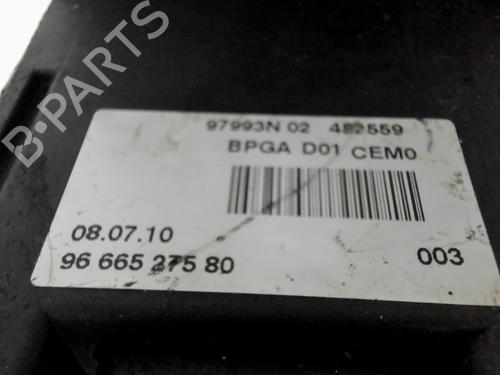 B-PARTS
97993N 02 482559
BPGA D01 CEM0
08.07.10
96 665 275 80 003